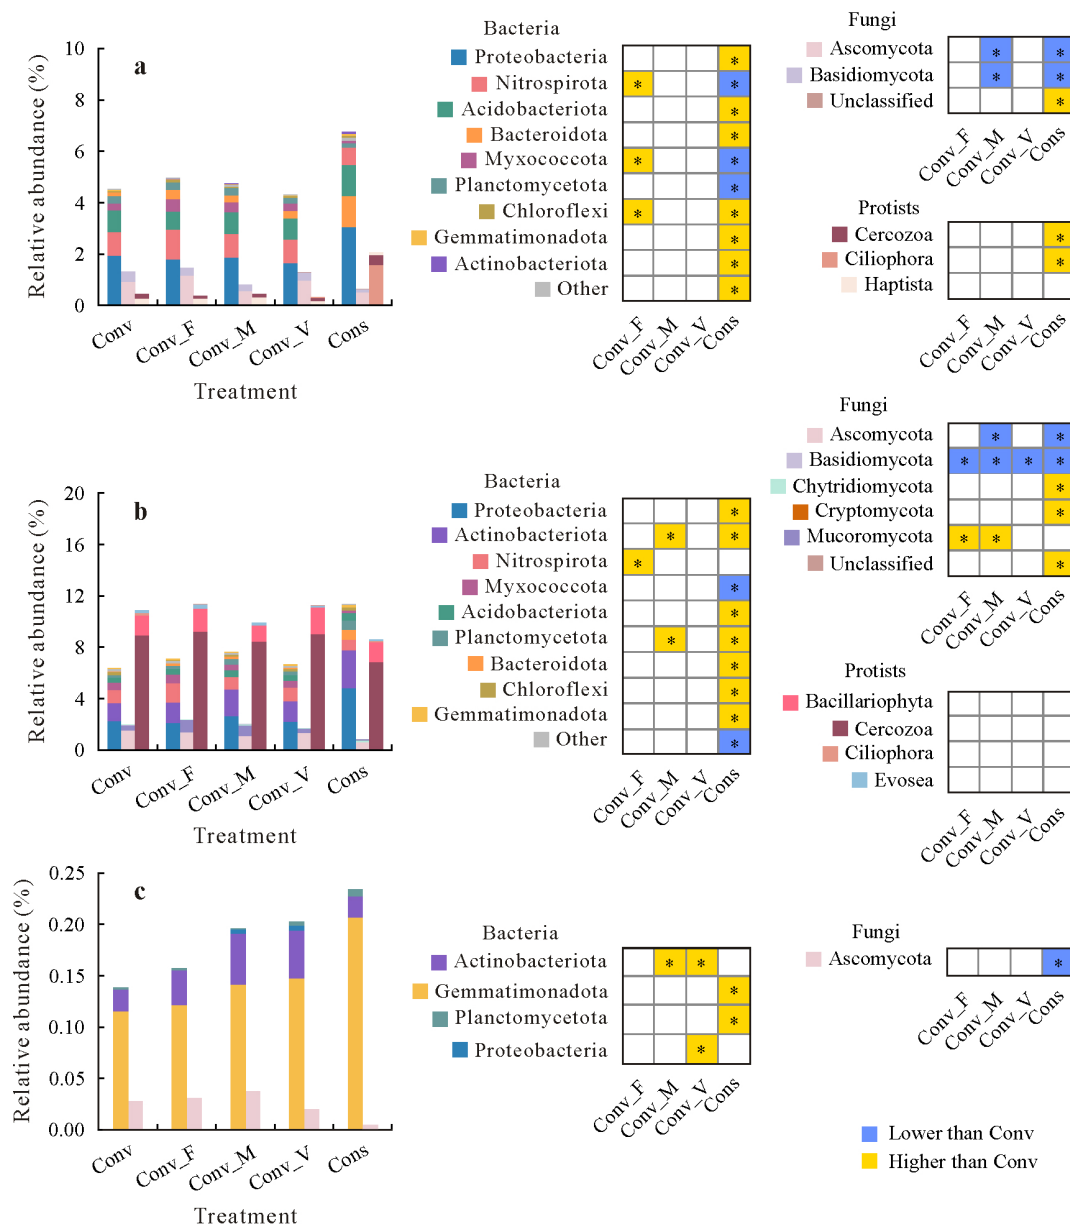 a
Relative abundance (%)
10
8
6
4
2
0
Conv
Conv_F
Conv_M
Conv_V
Cons
Treatment
Bacteria
Proteobacteria
Nitrospirota
Acidobacteriota
Bacteroidota
Myxococcota
Planctomycetota
Chloroflexi
Gemmatimonadota
Actinobacteriota
Other
*
* *
*
*
* *
*
* *
*
*
*
Conv_F
Conv_M
Conv_V
Cons
Fungi
Ascomycota
Basidiomycota
Unclassified
* *
* *
*
Conv_F
Conv_M
Conv_V
Cons
Protists
Cercozoa
Ciliophora
Haptista
*
*
Conv_F
Conv_M
Conv_V
Cons
b
Relative abundance (%)
20
16
12
8
4
0
Conv
Conv_F
Conv_M
Conv_V
Cons
Treatment
Bacteria
Proteobacteria
Actinobacteriota
Nitrospirota
Myxococcota
Acidobacteriota
Planctomycetota
Bacteroidota
Chloroflexi
Gemmatimonadota
Other
*
* *
*
*
*
* *
*
*
*
*
Conv_F
Conv_M
Conv_V
Cons
Fungi
Ascomycota
Basidiomycota
Chytridiomycota
Cryptomycota
Mucoromycota
Unclassified
* *
* * * *
*
*
* *
*
Conv_F
Conv_M
Conv_V
Cons
Protists
Bacillariophyta
Cercozoa
Ciliophora
Evosea
Conv_F
Conv_M
Conv_V
Cons
c
Relative abundance (%)
0.25
0.20
0.15
0.10
0.05
0.00
Conv
Conv_F
Conv_M
Conv_V
Cons
Treatment
Bacteria
Actinobacteriota
Gemmatimonadota
Planctomycetota
Proteobacteria
* *
*
*
*
Conv_F
Conv_M
Conv_V
Cons
Fungi
Ascomycota
*
Conv_F
Conv_M
Conv_V
Cons
Lower than Conv
Higher than Conv